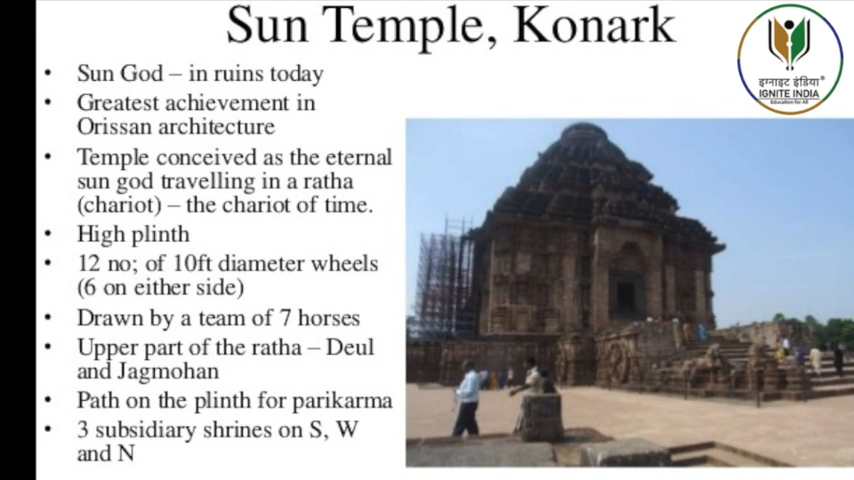 Sun Temple, Konark
इग्नाइट इंडिया®
IGNITE INDIA
Education for All
• Sun God – in ruins today
• Greatest achievement in
Orissan architecture
• Temple conceived as the eternal
sun god travelling in a ratha
(chariot) – the chariot of time.
• High plinth
• 12 no; of 10ft diameter wheels
(6 on either side)
• Drawn by a team of 7 horses
• Upper part of the ratha – Deul
and Jagmohan
• Path on the plinth for parikarma
• 3 subsidiary shrines on S, W
and N